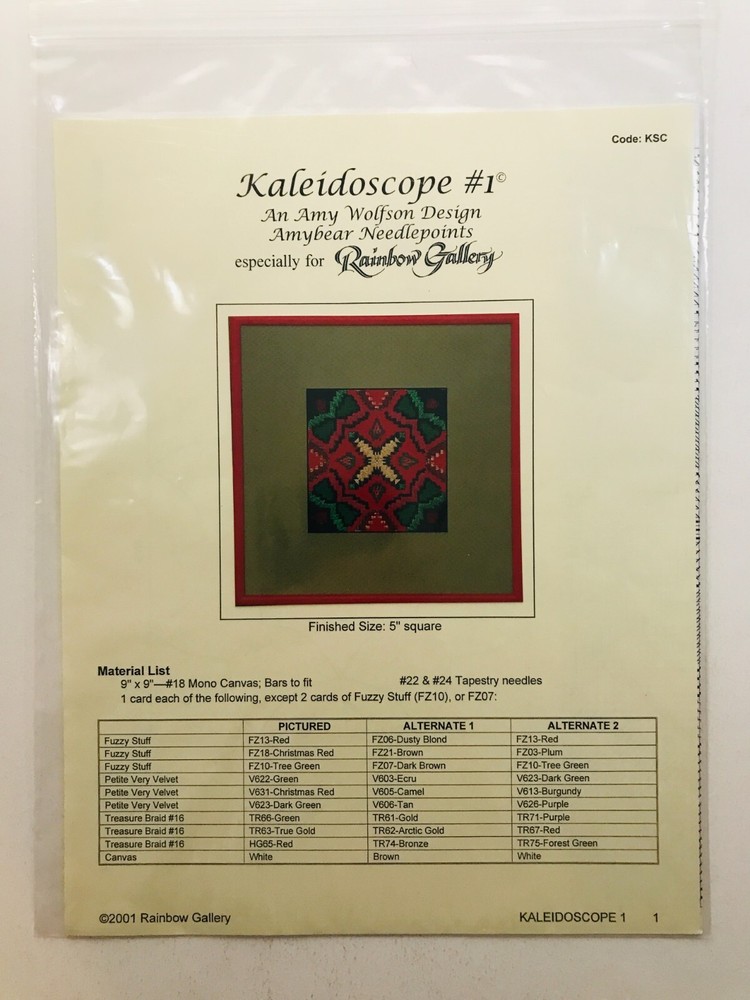 Code: KSC
Kaleidoscope #1©
An Amy Wolfson Design
Amybear Needlepoints
especially for Rainbow Gallery
Finished Size: 5" square
Material List
9" x 9"—#18 Mono Canvas; Bars to fit #22 & #24 Tapestry needles
1 card each of the following, except 2 cards of Fuzzy Stuff (FZ10), or FZ07:
PICTURED ALTERNATE 1 ALTERNATE 2
Fuzzy Stuff FZ13-Red FZ06-Dusty Blond FZ13-Red
Fuzzy Stuff FZ18-Christmas Red FZ21-Brown FZ03-Plum
Fuzzy Stuff FZ10-Tree Green FZ07-Dark Brown FZ10-Tree Green
Petite Very Velvet V622-Green V603-Ecru V623-Dark Green
Petite Very Velvet V631-Christmas Red V605-Camel V613-Burgundy
Petite Very Velvet V623-Dark Green V606-Tan V626-Purple
Treasure Braid #16 TR66-Green TR61-Gold TR71-Purple
Treasure Braid #16 TR63-True Gold TR62-Arctic Gold TR67-Red
Treasure Braid #16 HG65-Red TR74-Bronze TR75-Forest Green
Canvas White Brown White
©2001 Rainbow Gallery KALEIDOSCOPE 1 1